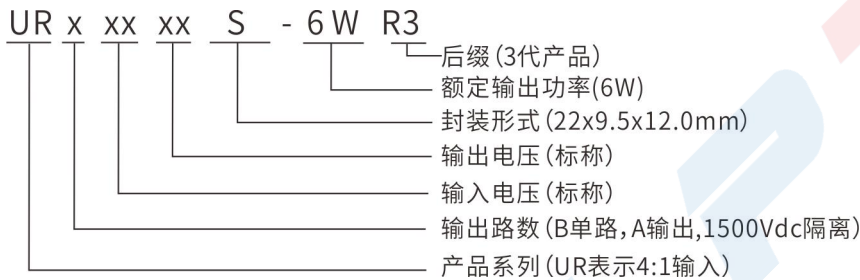 UR x xx xx S - 6W R3
后缀(3代产品)
额定输出功率(6W)
封装形式(22x9.5x12.0mm)
输出电压(标称)
输入电压(标称)
输出路数(B单路,A输出,1500Vdc隔离)
产品系列(UR表示4:1输入)